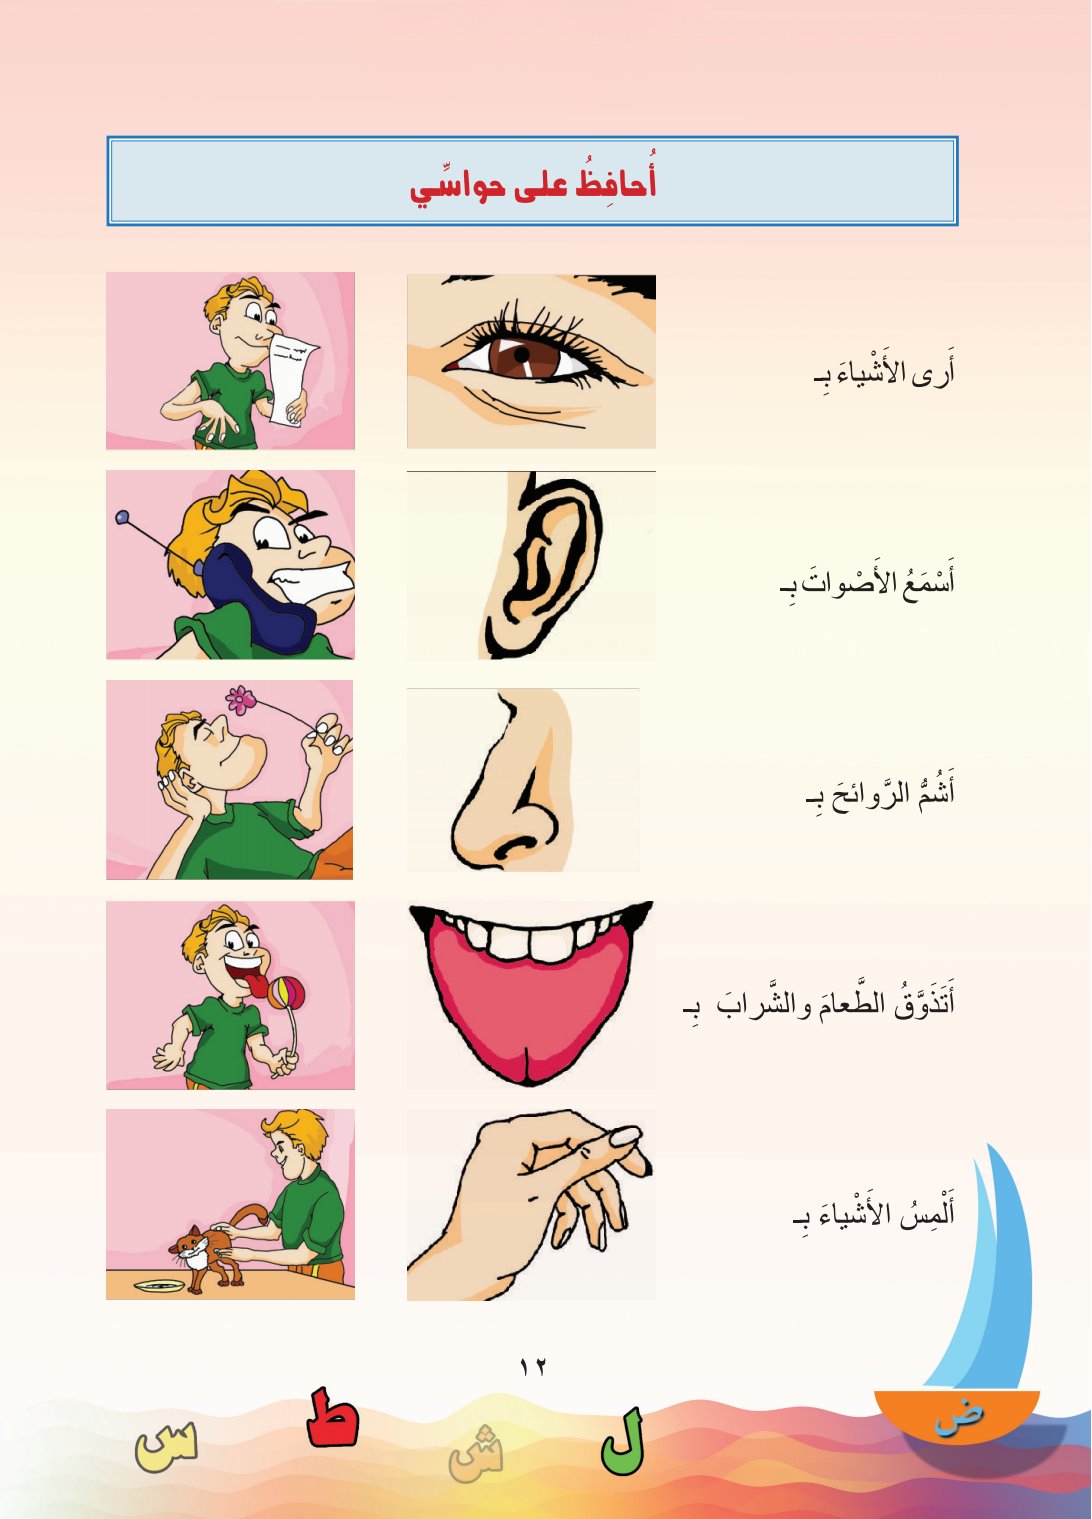 أُحافِظُ على حواسِّي
أَرى الأَشْياءَ بِـ
أَسْمَعُ الأَصْواتَ بِـ
أَشُمُّ الرَّوائحَ بِـ
أَتَذَوَّقُ الطَّعامَ والشَّرابَ بِـ
أَلْمِسُ الأَشْياءَ بِـ
١٢
ض
ل
ش
ط
س